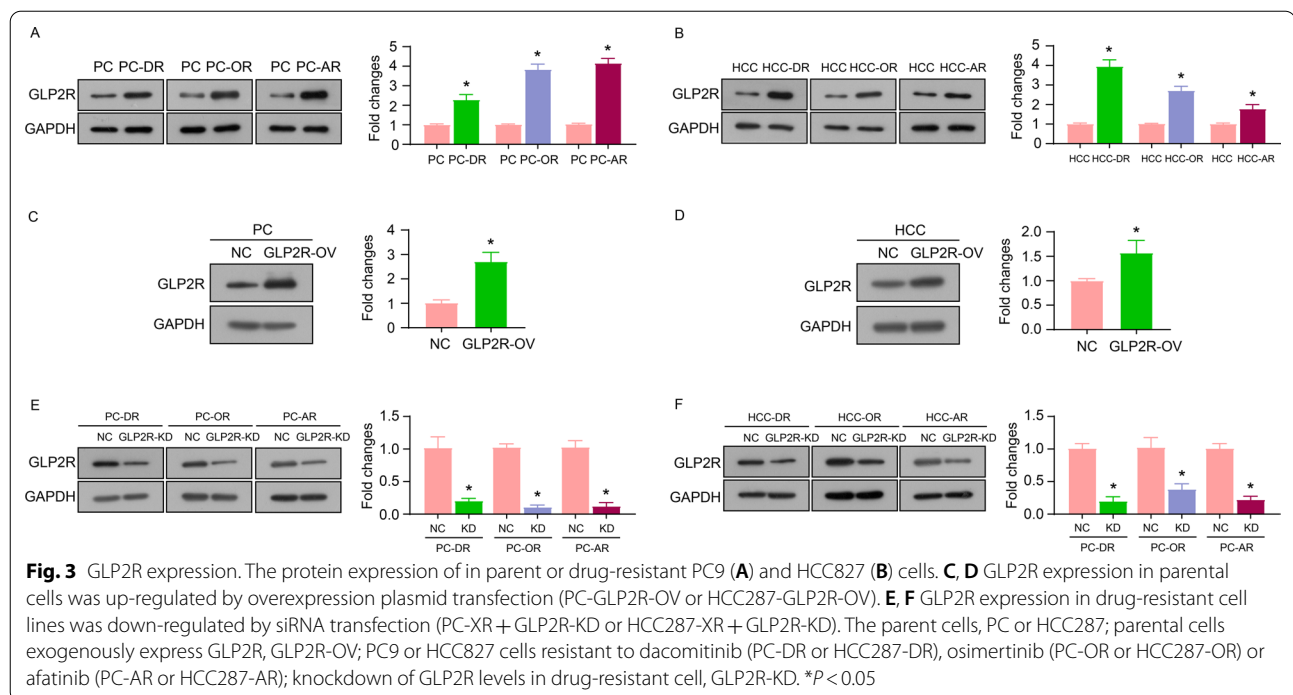 A
PC PC-DR PC PC-OR PC PC-AR
GLP2R
GAPDH
Fold changes
5
4
3
2
1
0
* * *
PC PC-DR PC PC-OR PC PC-AR
B
HCC HCC-DR HCC HCC-OR HCC HCC-AR
GLP2R
GAPDH
Fold changes
5
4
3
2
1
0
* * *
HCC HCC-DR HCC HCC-OR HCC HCC-AR
C
PC
NC GLP2R-OV
GLP2R
GAPDH
Fold changes
4
3
2
1
0
*
NC GLP2R-OV
D
HCC
NC GLP2R-OV
GLP2R
GAPDH
Fold changes
2.0
1.5
1.0
0.5
0.0
*
NC GLP2R-OV
E
PC-DR PC-OR PC-AR
NC GLP2R-KD NC GLP2R-KD NC GLP2R-KD
GLP2R
GAPDH
Fold changes
1.5
1.0
0.5
0.0
* * *
NC KD NC KD NC KD
PC-DR PC-OR PC-AR
F
HCC-DR HCC-OR HCC-AR
NC GLP2R-KD NC GLP2R-KD NC GLP2R-KD
GLP2R
GAPDH
Fold changes
1.5
1.0
0.5
0.0
* * *
NC KD NC KD NC KD
PC-DR PC-OR PC-AR
Fig. 3 GLP2R expression. The protein expression of in parent or drug-resistant PC9 (A) and HCC827 (B) cells. C, D GLP2R expression in parental
cells was up-regulated by overexpression plasmid transfection (PC-GLP2R-OV or HCC287-GLP2R-OV). E, F GLP2R expression in drug-resistant cell
lines was down-regulated by siRNA transfection (PC-XR + GLP2R-KD or HCC287-XR + GLP2R-KD). The parent cells, PC or HCC287; parental cells
exogenously express GLP2R, GLP2R-OV; PC9 or HCC827 cells resistant to dacomitinib (PC-DR or HCC287-DR), osimertinib (PC-OR or HCC287-OR) or
afatinib (PC-AR or HCC287-AR); knockdown of GLP2R levels in drug-resistant cell, GLP2R-KD. *P < 0.05